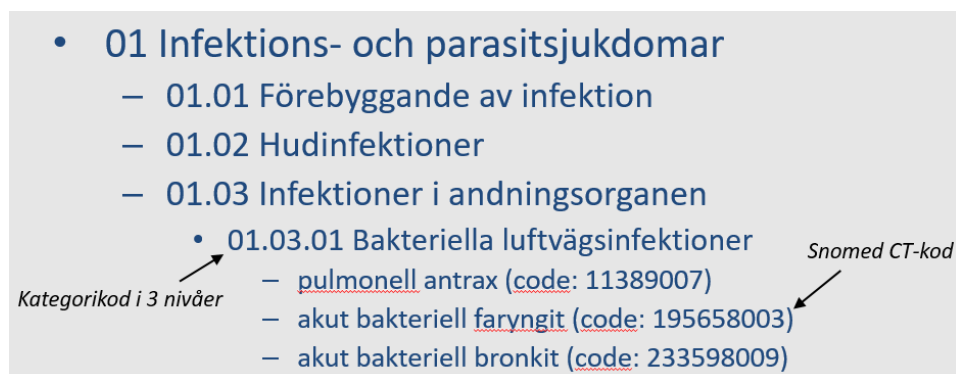 • 01 Infektions- och parasitsjukdomar
– 01.01 Förebyggande av infektion
– 01.02 Hudinfektioner
– 01.03 Infektioner i andningsorganen
• 01.03.01 Bakteriella luftvägsinfektioner
Snomed CT-kod
– pulmonell antrax (code: 11389007)
Kategorikod i 3 nivåer
– akut bakteriell faryngit (code: 195658003)
– akut bakteriell bronkit (code: 233598009)